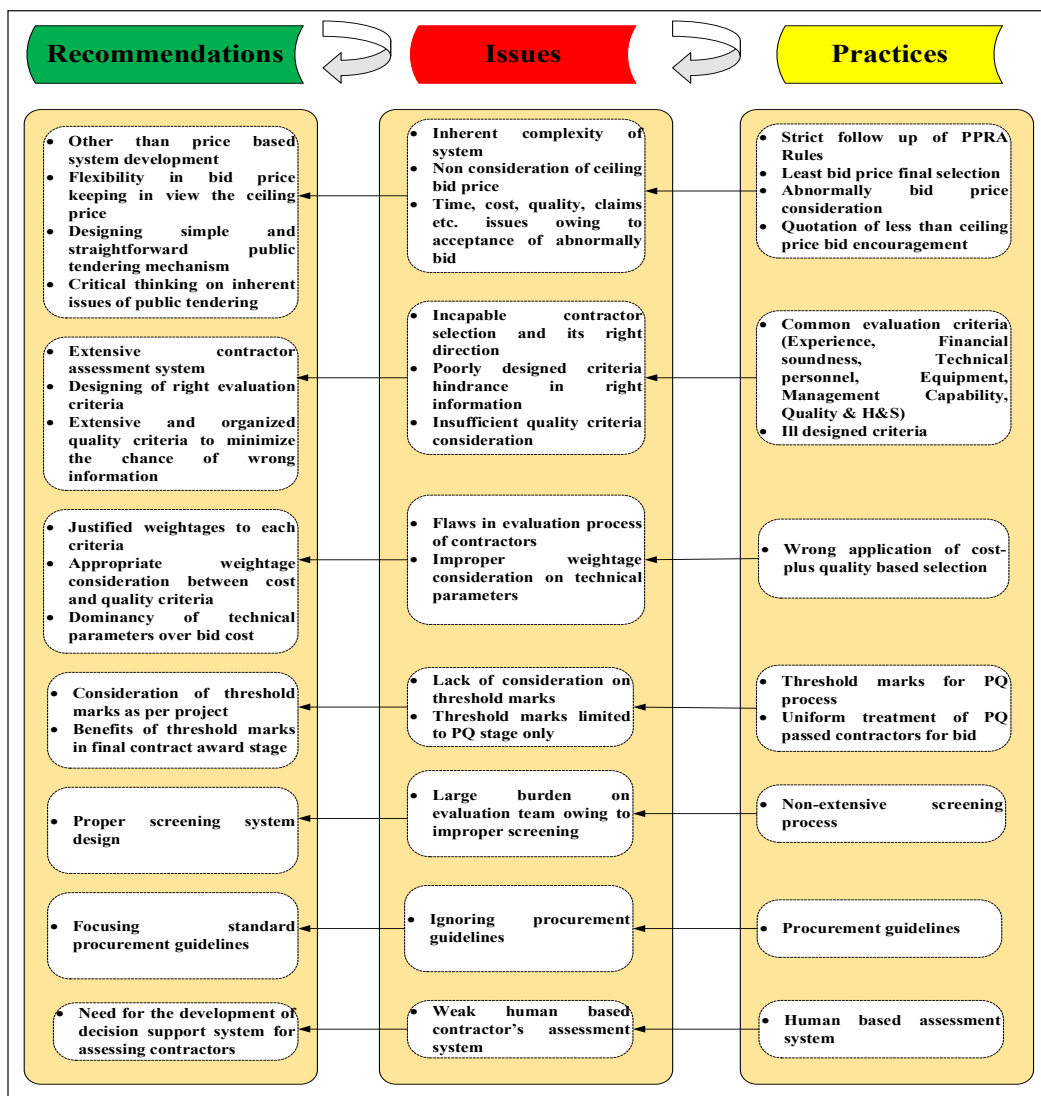 Recommendations
Issues
Practices
• Other than price based
system development
• Flexibility in bid price
keeping in view the ceiling
price
• Designing simple and
straightforward public
tendering mechanism
• Critical thinking on inherent
issues of public tendering
• Extensive contractor
assessment system
• Designing of right evaluation
criteria
• Extensive and organized
quality criteria to minimize
the chance of wrong
information
• Justified weightages to each
criteria
• Appropriate weightage
consideration between cost
and quality criteria
• Dominancy of technical
parameters over bid cost
• Consideration of threshold
marks as per project
• Benefits of threshold marks
in final contract award stage
• Proper screening system
design
• Focusing standard
procurement guidelines
• Need for the development of
decision support system for
assessing contractors
• Inherent complexity of
system
• Non consideration of ceiling
bid price
• Time, cost, quality, claims
etc. issues owing to
acceptance of abnormally
bid
• Incapable contractor
selection and its right
direction
• Poorly designed criteria
hindrance in right
information
• Insufficient quality criteria
consideration
• Flaws in evaluation process
of contractors
• Improper weightage
consideration on technical
parameters
• Lack of consideration on
threshold marks
• Threshold marks limited
to PQ stage only
• Large burden on
evaluation team owing to
improper screening
• Ignoring procurement
guidelines
• Weak human based
contractor's assessment
system
• Strict follow up of PPRA
Rules
• Least bid price final selection
• Abnormally bid price
consideration
• Quotation of less than ceiling
price bid encouragement
• Common evaluation criteria
(Experience, Financial
soundness, Technical
personnel, Equipment,
Management Capability,
Quality & H&S)
• Ill designed criteria
• Wrong application of cost-
plus quality based selection
• Threshold marks for PQ
process
• Uniform treatment of PQ
passed contractors for bid
• Non-extensive screening
process
• Procurement guidelines
• Human based assessment
system